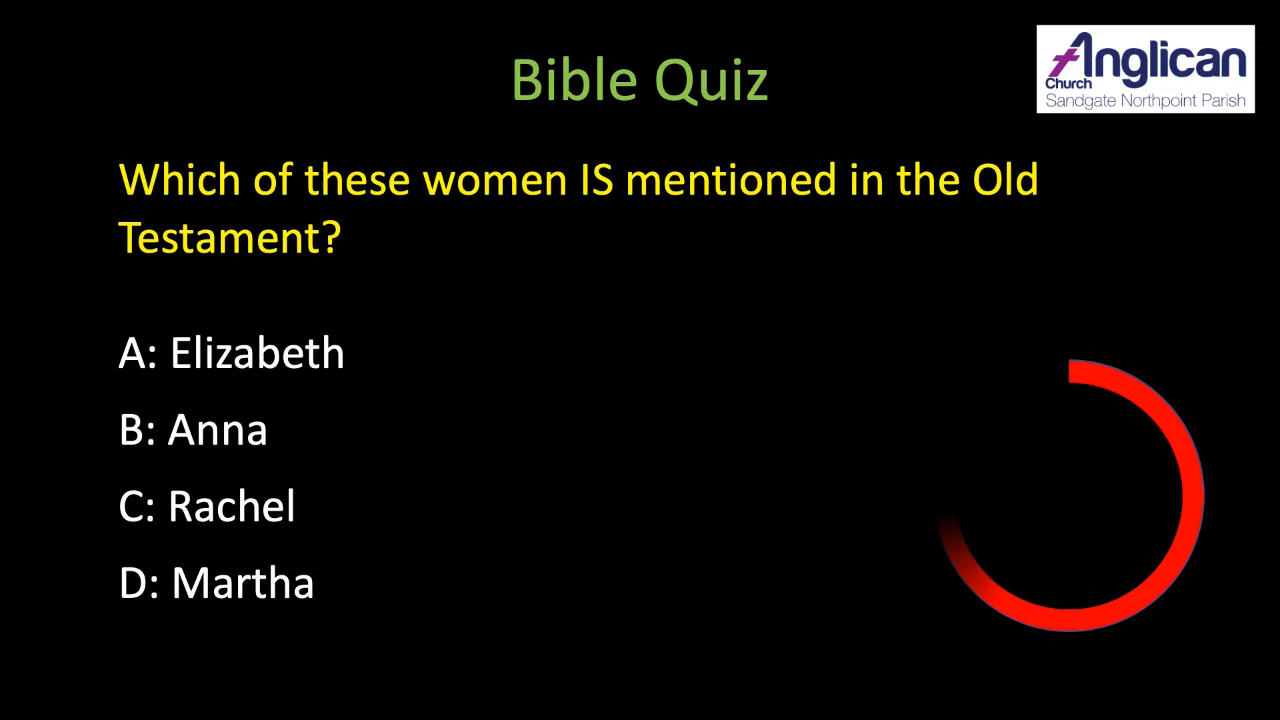 Bible Quiz
Anglican
Church
Sandgate Northpoint Parish
Which of these women IS mentioned in the Old
Testament?
A: Elizabeth
B: Anna
C: Rachel
D: Martha